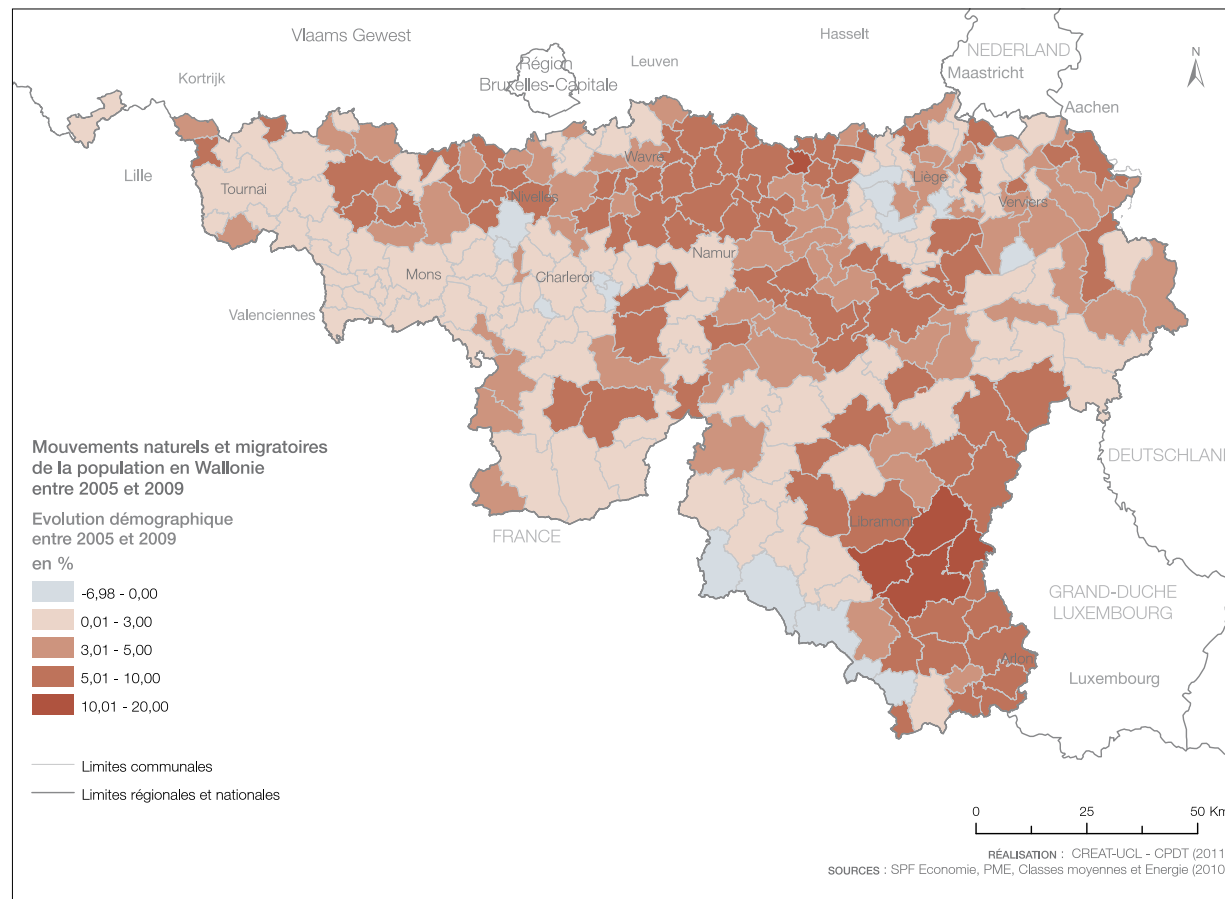 Vlaams Gewest
Hasselt
NEDERLAND
N
Région
Bruxelles-Capitale
Leuven
Maastricht
Kortrijk
Aachen
Lille
Wavre
Liège
Tournai
Nivelles
Verviers
Namur
Mons
Charleroi
Valenciennes
Mouvements naturels et migratoires
de la population en Wallonie
entre 2005 et 2009
DEUTSCHLAND
Evolution démographique
entre 2005 et 2009
en %
Libramont
FRANCE
-6,98 - 0,00
0,01 - 3,00
3,01 - 5,00
5,01 - 10,00
10,01 - 20,00
GRAND-DUCHE
LUXEMBOURG
Arlon
Luxembourg
Limites communales
Limites régionales et nationales
0 25 50 Km
RÉALISATION : CREAT-UCL - CPDT (2011
SOURCES : SPF Economie, PME, Classes moyennes et Energie (2010